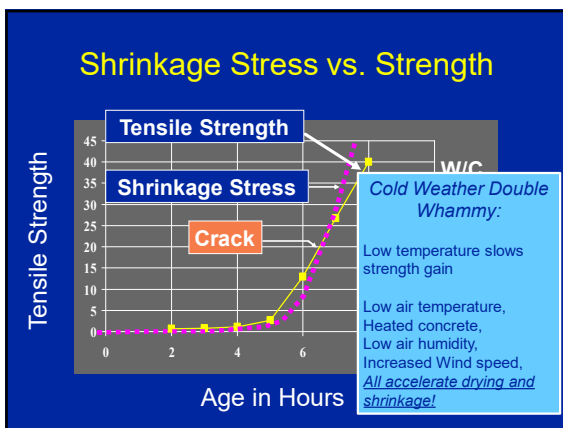 Shrinkage Stress vs. Strength
Tensile Strength
Tensile Strength
Shrinkage Stress
Crack
W/C
45
40
35
30
25
20
15
10
5
0
0
2
4
6
Age in Hours
Cold Weather Double
Whammy:
Low temperature slows
strength gain
Low air temperature,
Heated concrete,
Low air humidity,
Increased Wind speed,
All accelerate drying and
shrinkage!